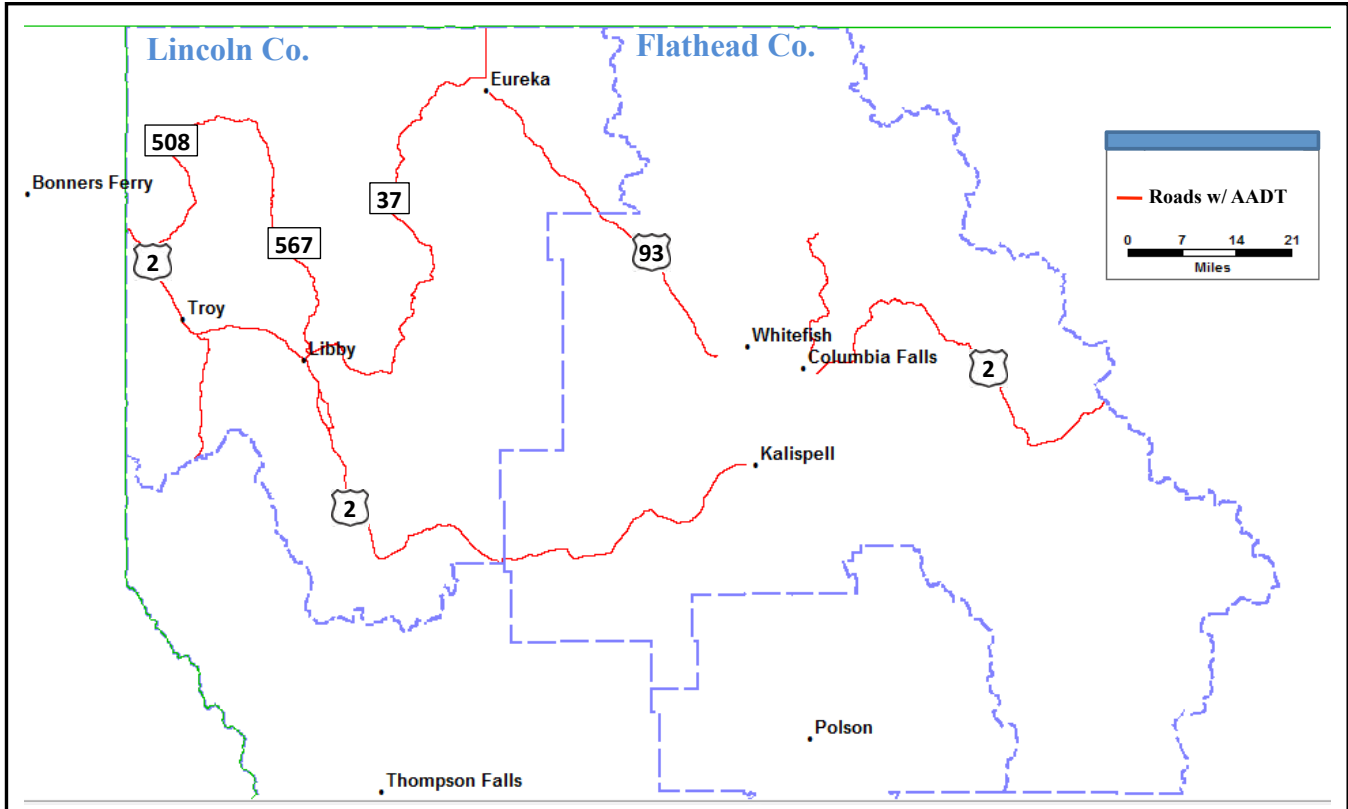 Lincoln Co.
Flathead Co.
Eureka
508
Bonners Ferry
37
Roads w/ AADT
0 7 14 21
Miles
567
2
93
Troy
Whitefish
Libby
Columbia Falls
2
Kalispell
2
Polson
Thompson Falls